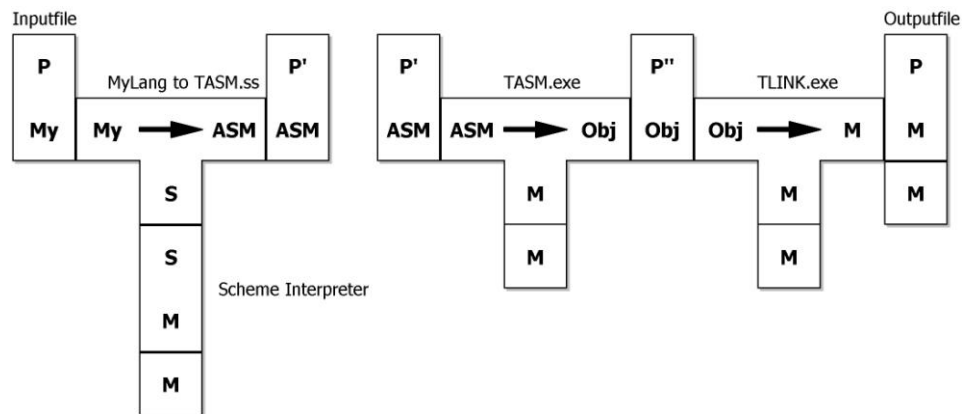 Inputfile
Outputfile
P
P'
P'
P''
P
MyLang to TASM.ss
TASM.exe
TLINK.exe
My
My
ASM
ASM
ASM
ASM
Obj
Obj
Obj
M
M
S
M
M
M
S
M
M
Scheme Interpreter
M
M